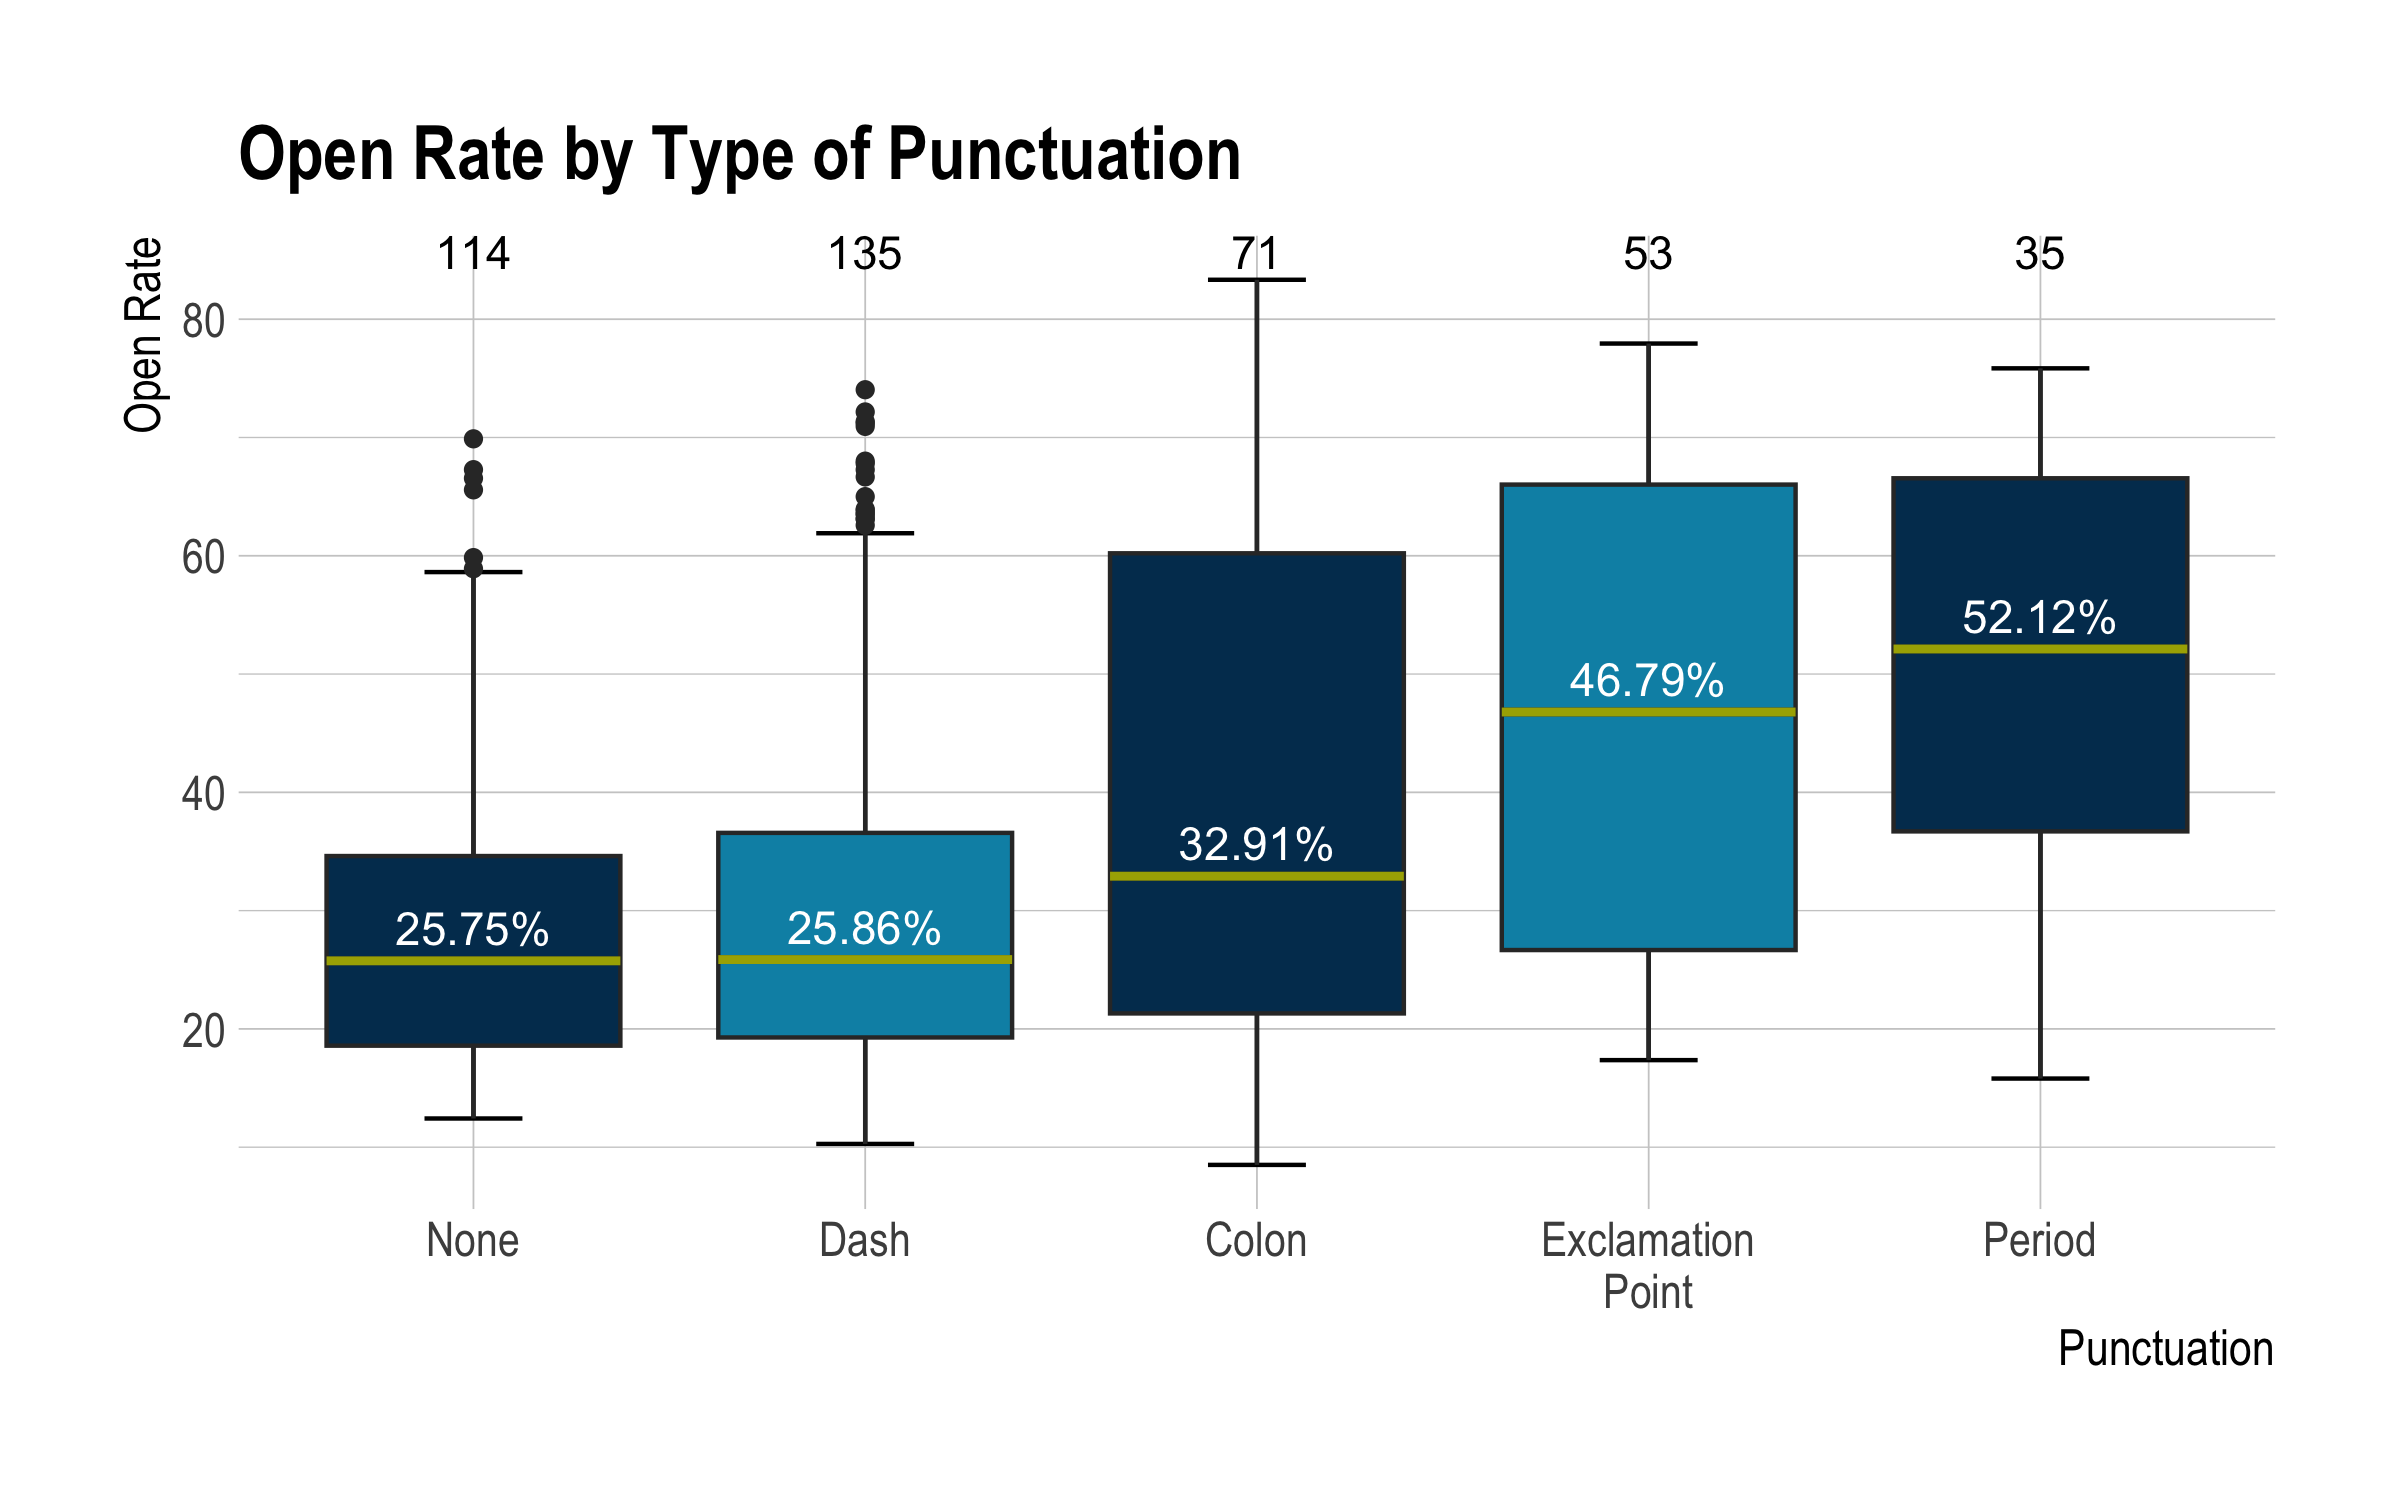 Open Rate by Type of Punctuation
Open Rate
114
135
71
53
35
80
60
40
20
25.75%
25.86%
32.91%
46.79%
52.12%
None
Dash
Colon
Exclamation
Point
Period
Punctuation